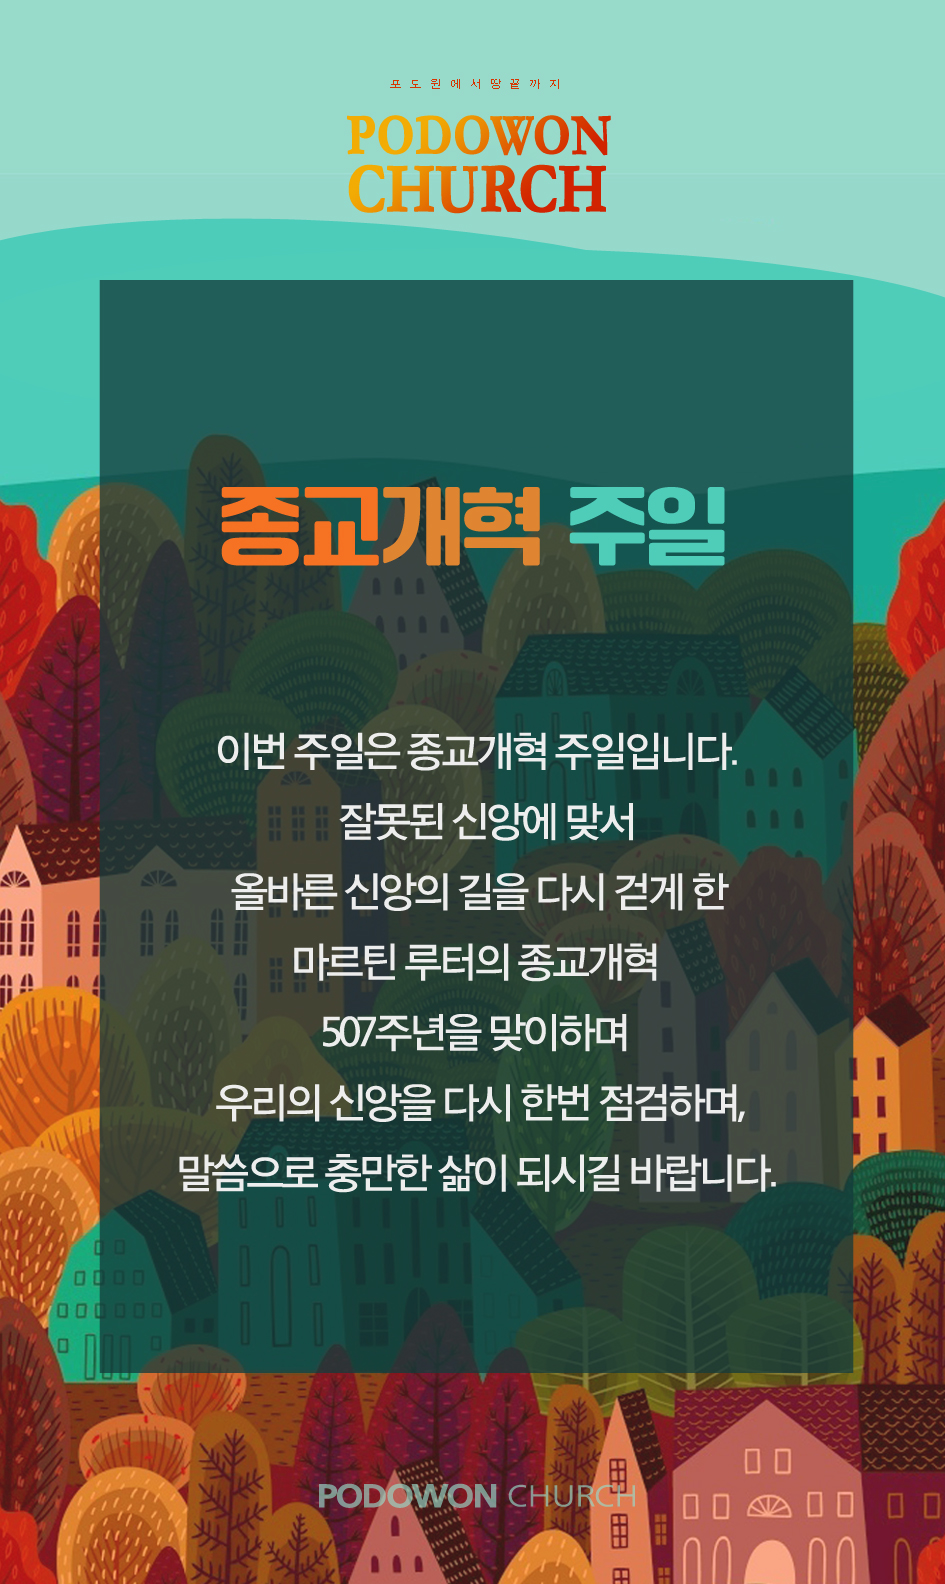 포도원에서땅끝까지
PODOWON
CHURCH
종교개혁 주일
이번 주일은 종교개혁 주일입니다.
잘못된 신앙에 맞서
올바른 신앙의 길을 다시 걷게 한
마르틴 루터의 종교개혁
507주년을 맞이하며
우리의 신앙을 다시 한번 점검하며,
말씀으로 충만한 삶이 되시길 바랍니다.
PODOWON CHURCH